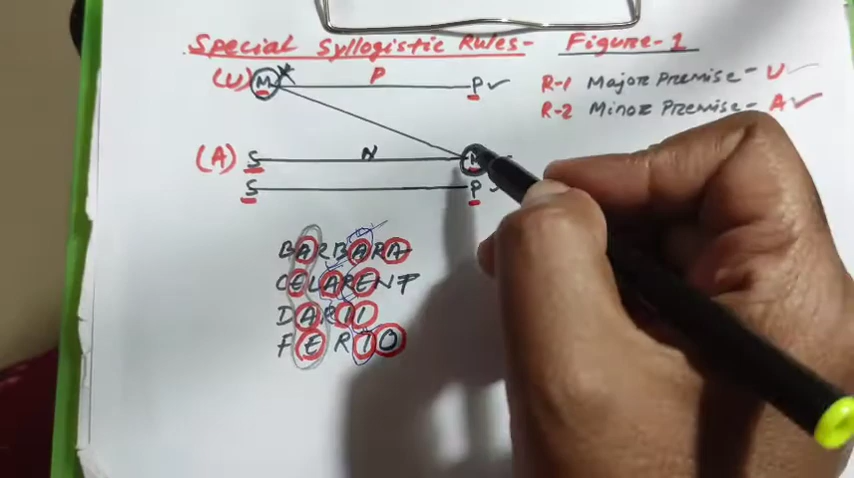 Special Syllogistic Rules- Figure-1
(U) M P P R-1 Major Premise- U
R-2 Minor Premise- A
(A) S N M
S P
BARBARA
CELARENT
DARII
FERIO